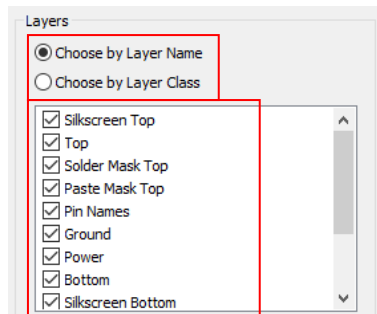 Layers
Choose by Layer Name
Choose by Layer Class
Silkscreen Top
Top
Solder Mask Top
Paste Mask Top
Pin Names
Ground
Power
Bottom
Silkscreen Bottom